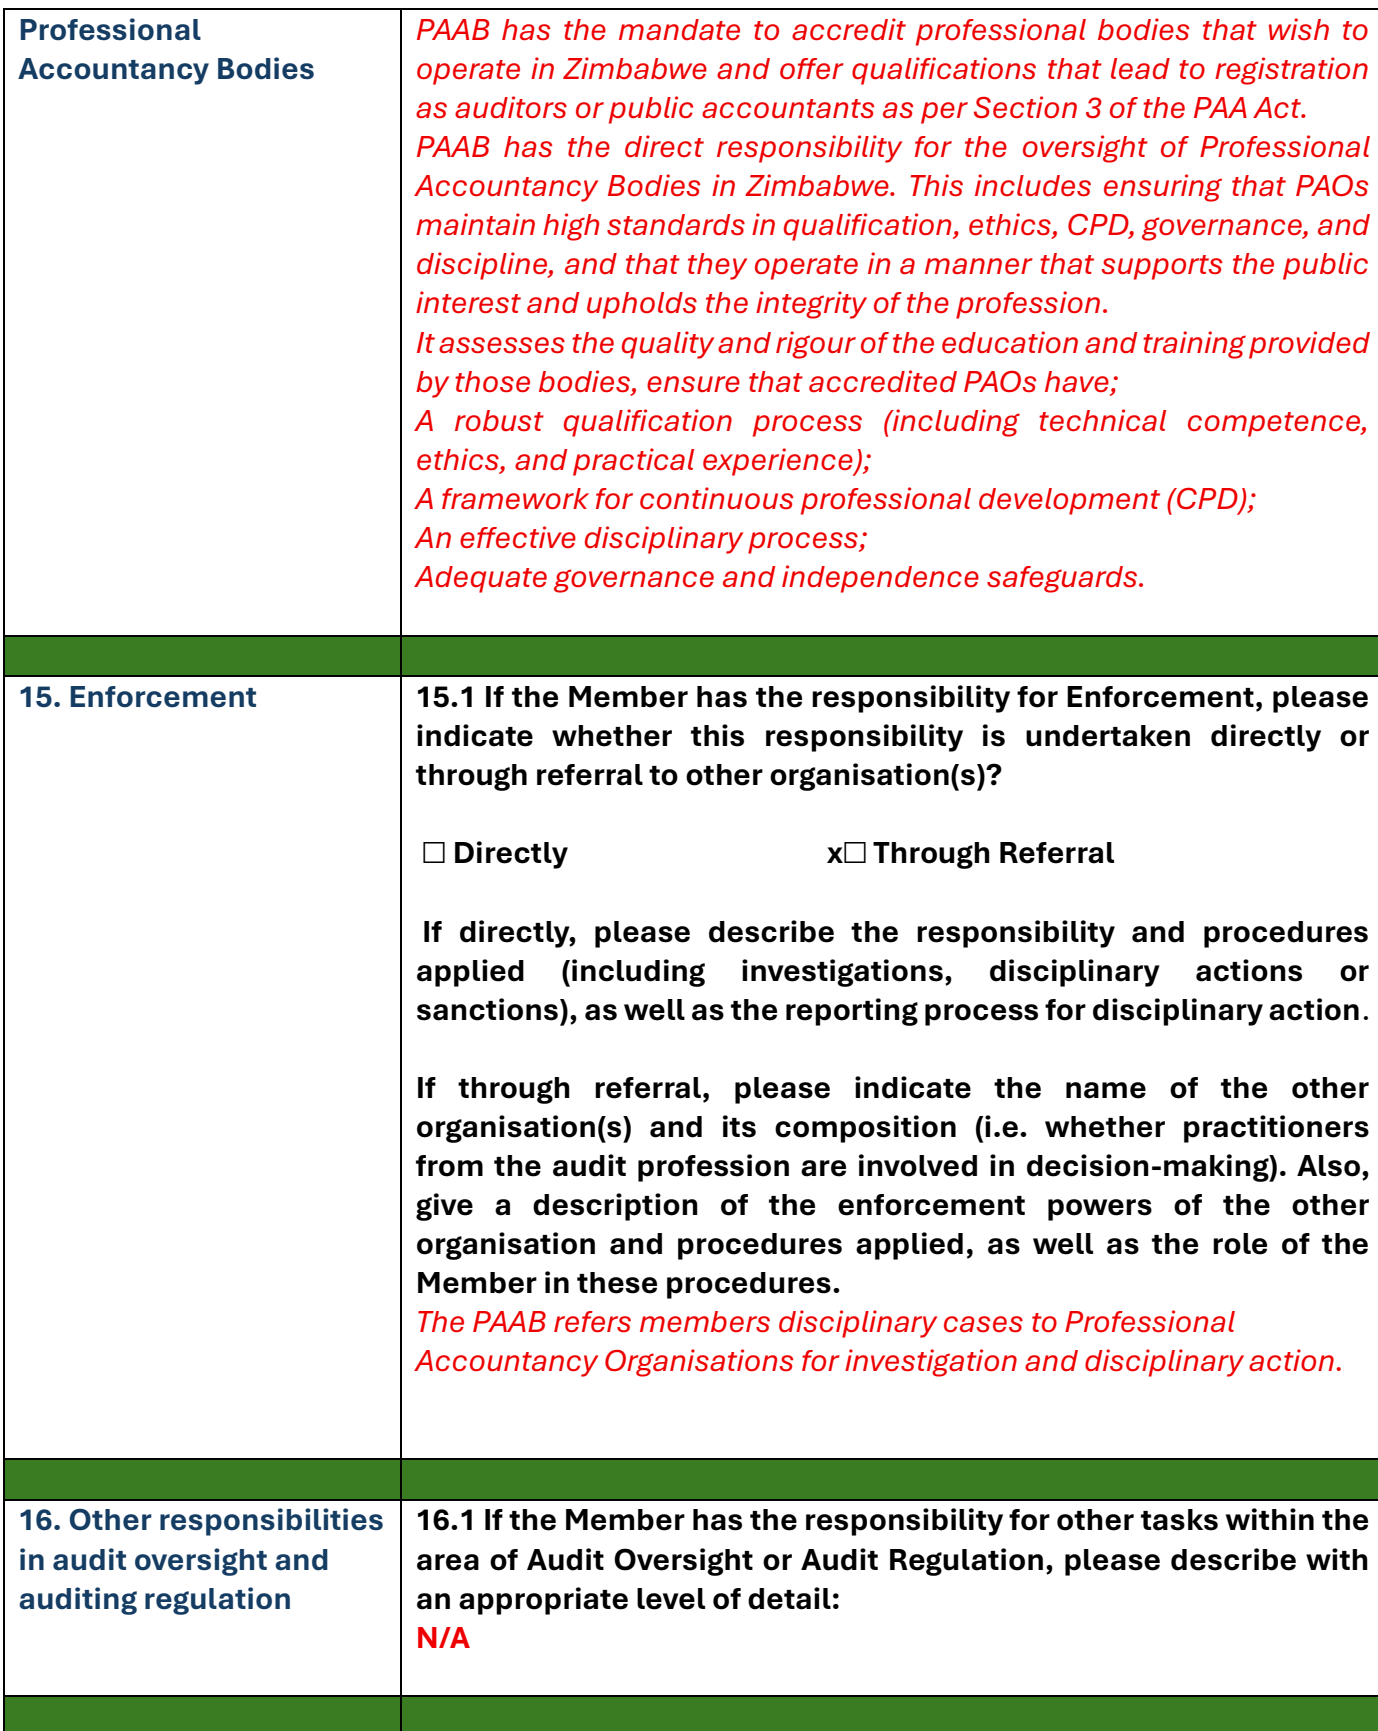 Professional
Accountancy Bodies
PAAB has the mandate to accredit professional bodies that wish to
operate in Zimbabwe and offer qualifications that lead to registration
as auditors or public accountants as per Section 3 of the PAA Act.
PAAB has the direct responsibility for the oversight of Professional
Accountancy Bodies in Zimbabwe. This includes ensuring that PAOs
maintain high standards in qualification, ethics, CPD, governance, and
discipline, and that they operate in a manner that supports the public
interest and upholds the integrity of the profession.
It assesses the quality and rigour of the education and training provided
by those bodies, ensure that accredited PAOs have;
A robust qualification process (including technical competence,
ethics, and practical experience);
A framework for continuous professional development (CPD);
An effective disciplinary process;
Adequate governance and independence safeguards.
15. Enforcement
15.1 If the Member has the responsibility for Enforcement, please
indicate whether this responsibility is undertaken directly or
through referral to other organisation(s)?
☐ Directly x☐ Through Referral
If directly, please describe the responsibility and procedures
applied (including investigations, disciplinary actions or
sanctions), as well as the reporting process for disciplinary action.
If through referral, please indicate the name of the other
organisation(s) and its composition (i.e. whether practitioners
from the audit profession are involved in decision-making). Also,
give a description of the enforcement powers of the other
organisation and procedures applied, as well as the role of the
Member in these procedures.
The PAAB refers members disciplinary cases to Professional
Accountancy Organisations for investigation and disciplinary action.
16. Other responsibilities
in audit oversight and
auditing regulation
16.1 If the Member has the responsibility for other tasks within the
area of Audit Oversight or Audit Regulation, please describe with
an appropriate level of detail:
N/A